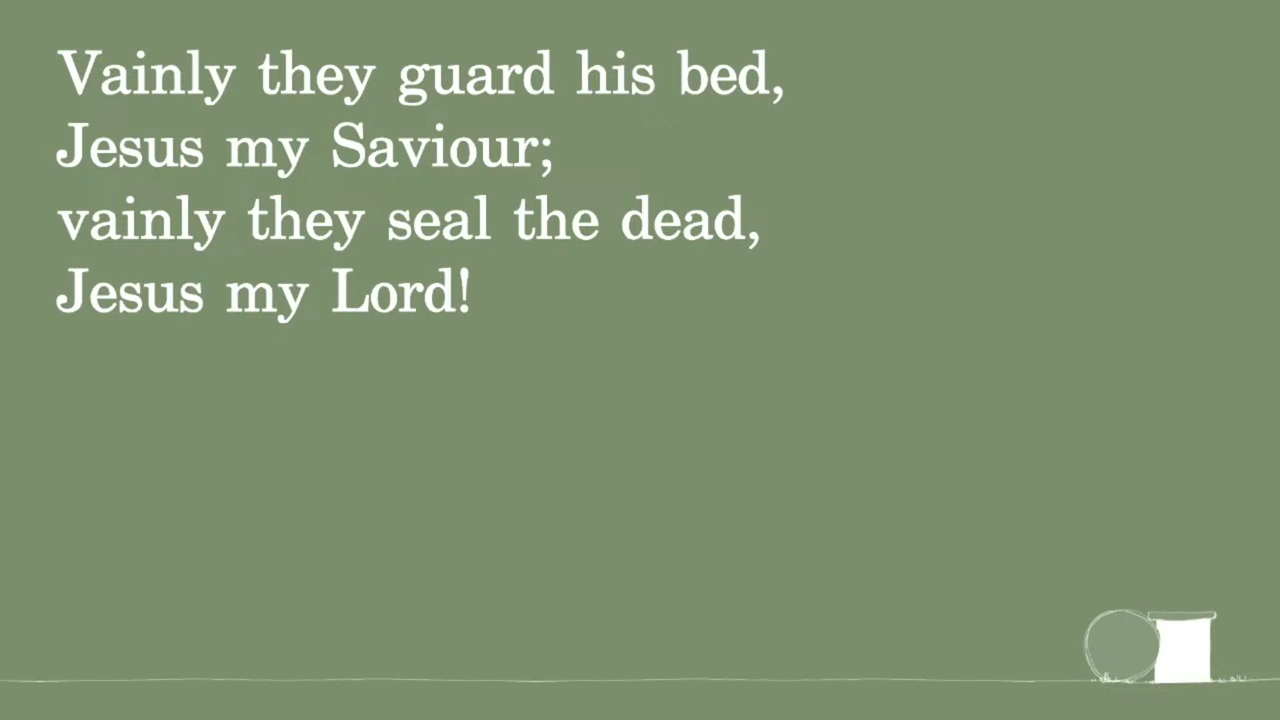 Vainly they guard his bed,
Jesus my Saviour;
vainly they seal the dead,
Jesus my Lord!